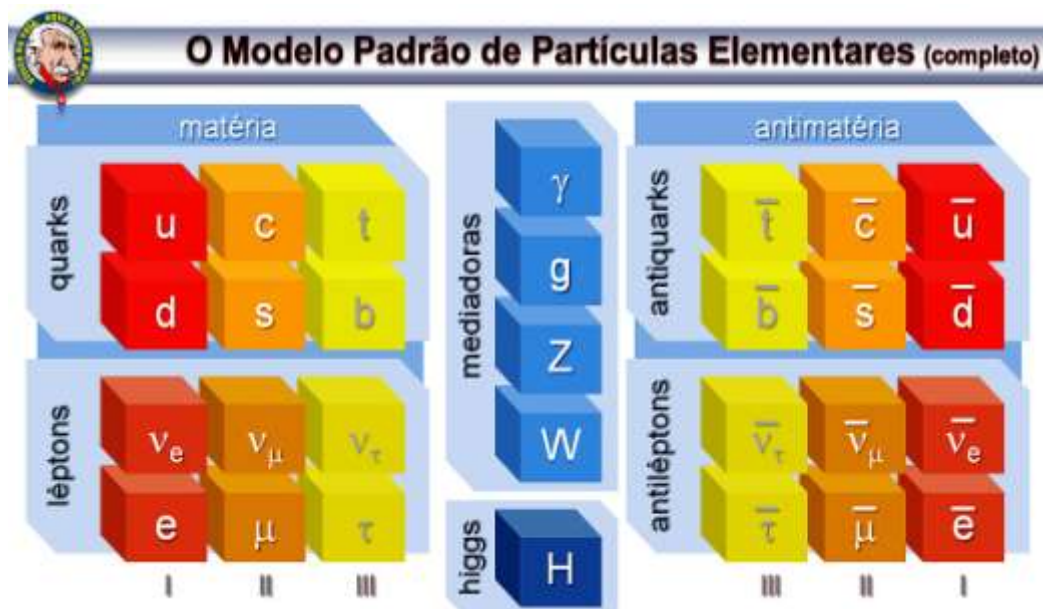 O Modelo Padrão de Partículas Elementares (completo)
matéria
quarks
u c t
d s b
léptons
νe νμ ντ
e μ τ
I II III
mediadoras
γ
g
Z
W
higgs
H
antimatéria
antiquarks
t̅ c̅ u̅
b̅ s̅ d̅
antiléptons
ν̅τ ν̅μ ν̅e
τ̅ μ̅ e̅
III II I